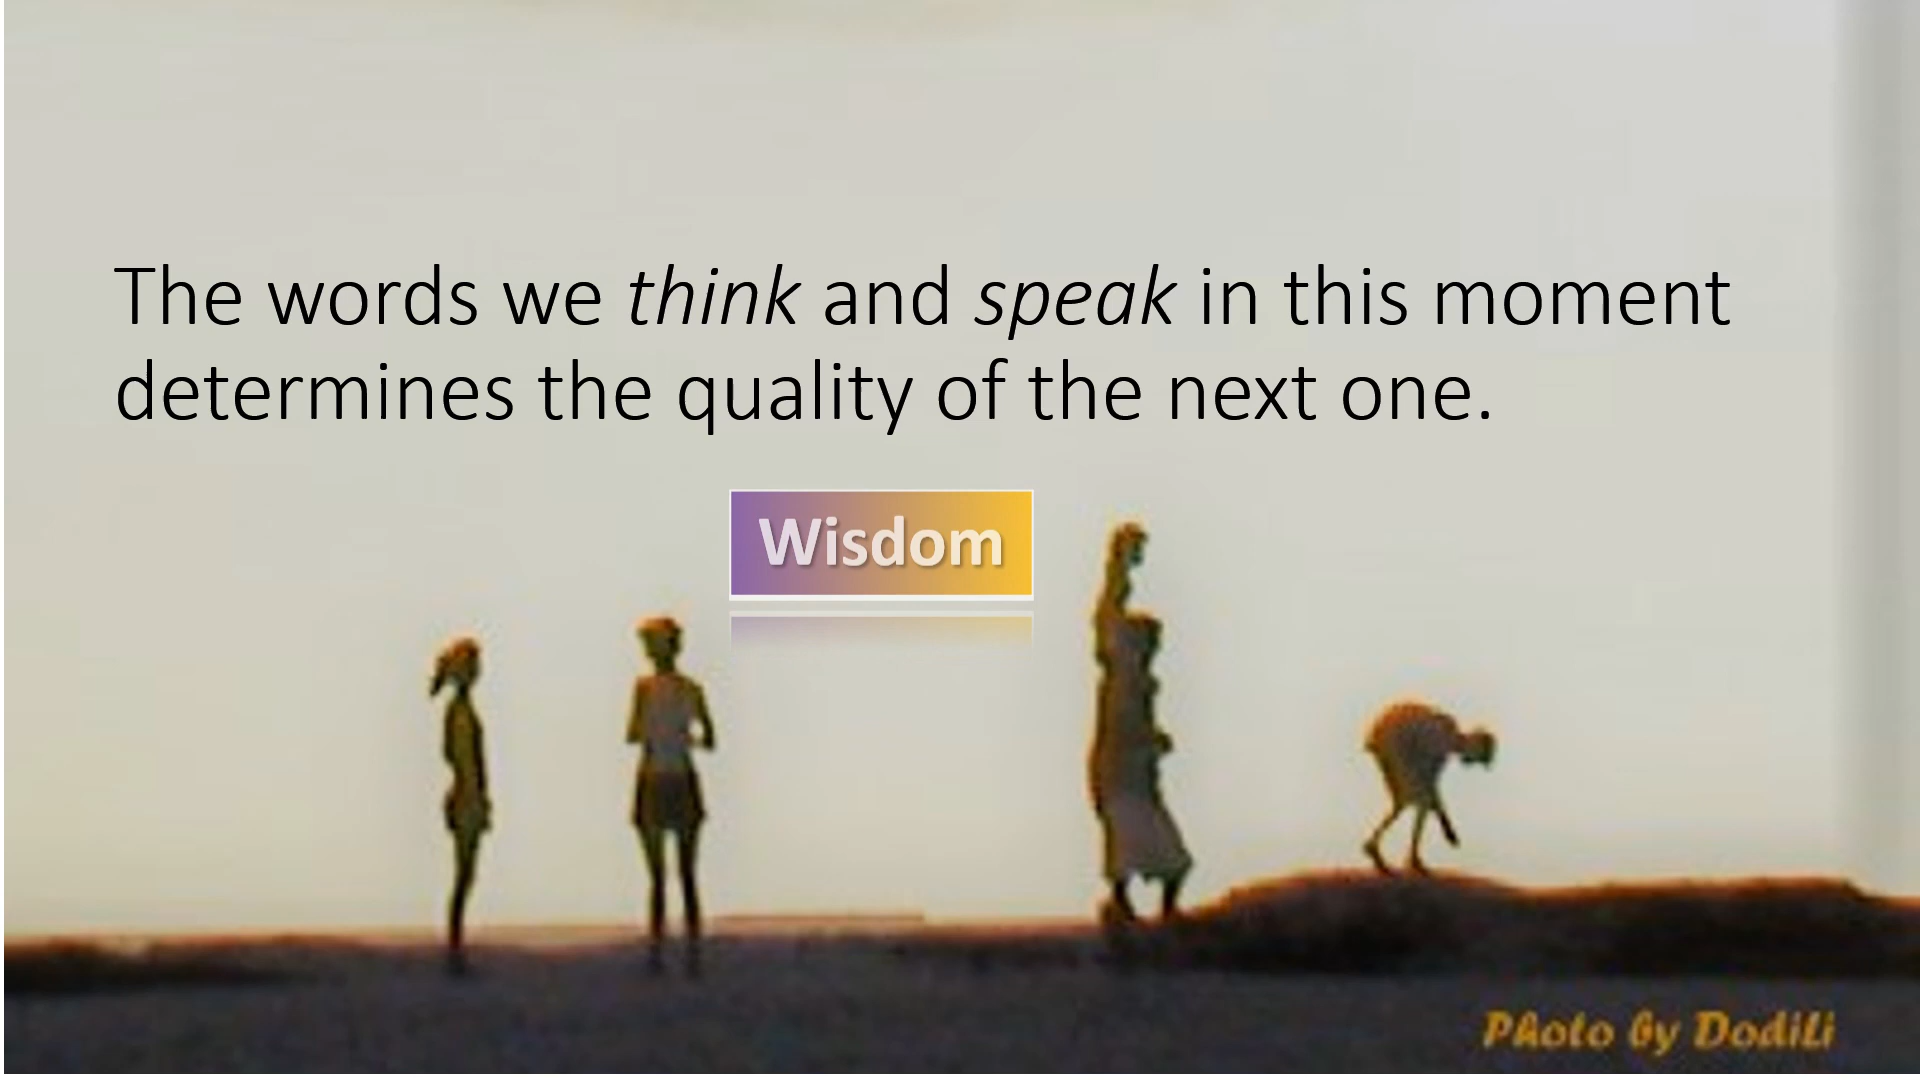 The words we think and speak in this moment
determines the quality of the next one.
Wisdom
Photo by DodiLi